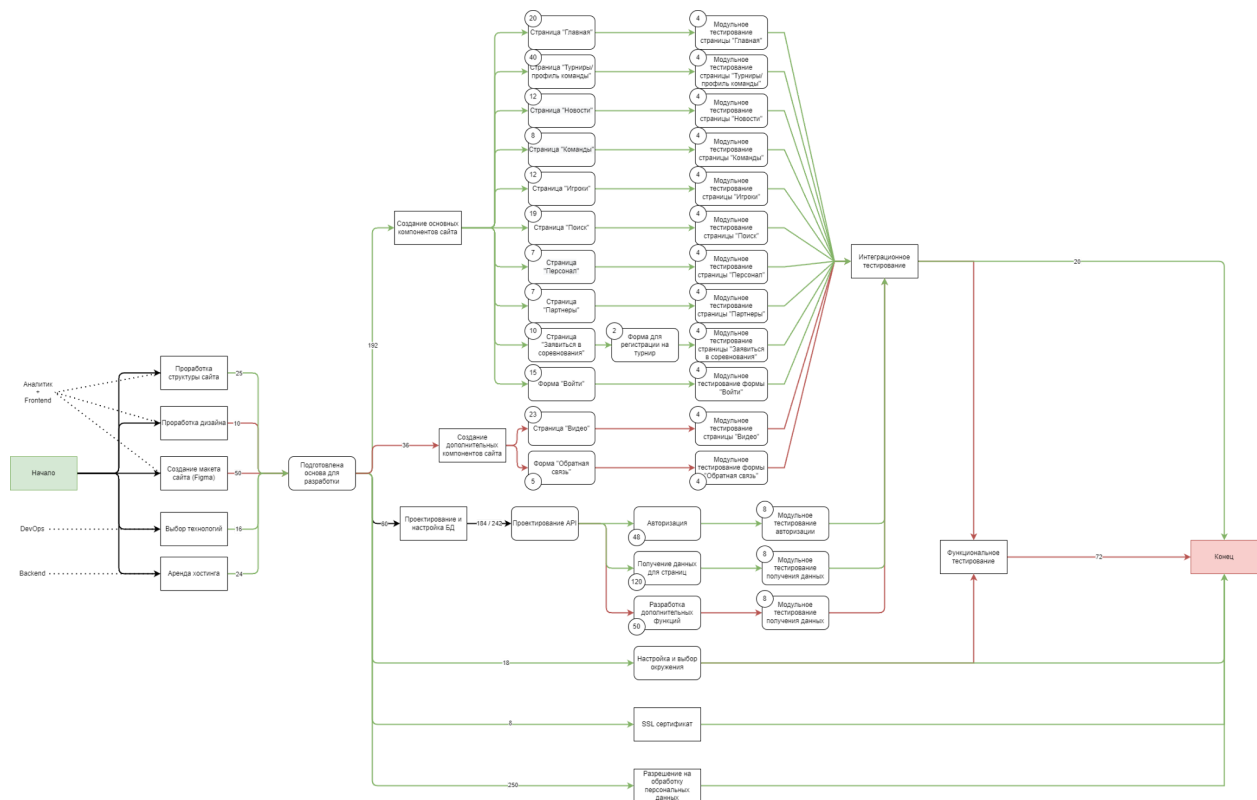 Аналитик
+
Frontend
Начало
DevOps
Backend
Проработка
структуры сайта
25
Проработка дизайна
10
Создание макета
сайта (Figma)
50
Выбор технологий
16
Аренда хостинга
24
Подготовлена
основа для
разработки
192
Создание основных
компонентов сайта
20
Страница "Главная"
4
Модульное
тестирование
страницы "Главная"
40
Страница "Турниры/
профиль команды"
4
Модульное
тестирование
страницы "Турниры/
профиль команды"
12
Страница "Новости"
4
Модульное
тестирование
страницы "Новости"
8
Страница "Команды"
4
Модульное
тестирование
страницы "Команды"
12
Страница "Игроки"
4
Модульное
тестирование
страницы "Игроки"
19
Страница "Поиск"
4
Модульное
тестирование
страницы "Поиск"
7
Страница
"Персонал"
4
Модульное
тестирование
страницы "Персонал"
7
Страница
"Партнеры"
4
Модульное
тестирование
страницы "Партнеры"
10
Страница
"Заявиться в
соревнования"
2
Форма для
регистрации на
турнир
4
Модульное
тестирование
страницы "Заявиться
в соревнования"
15
Форма "Войти"
4
Модульное
тестирование формы
"Войти"
36
Создание
дополнительных
компонентов сайта
23
Страница "Видео"
4
Модульное
тестирование
страницы "Видео"
Форма "Обратная
связь"
5
Модульное
тестирование формы
"Обратная связь"
4
Проектирование и
настройка БД
184 / 242
Проектирование API
Авторизация
48
8
Модульное
тестирование
авторизации
Получение данных
для страниц
120
8
Модульное
тестирование
получения данных
Разработка
дополнительных
функций
50
8
Модульное
тестирование
получения данных
18
Настройка и выбор
окружения
SSL сертификат
250
Разрешение на
обработку
персональных
данных
Интеграционное
тестирование
20
Функциональное
тестирование
72
Конец